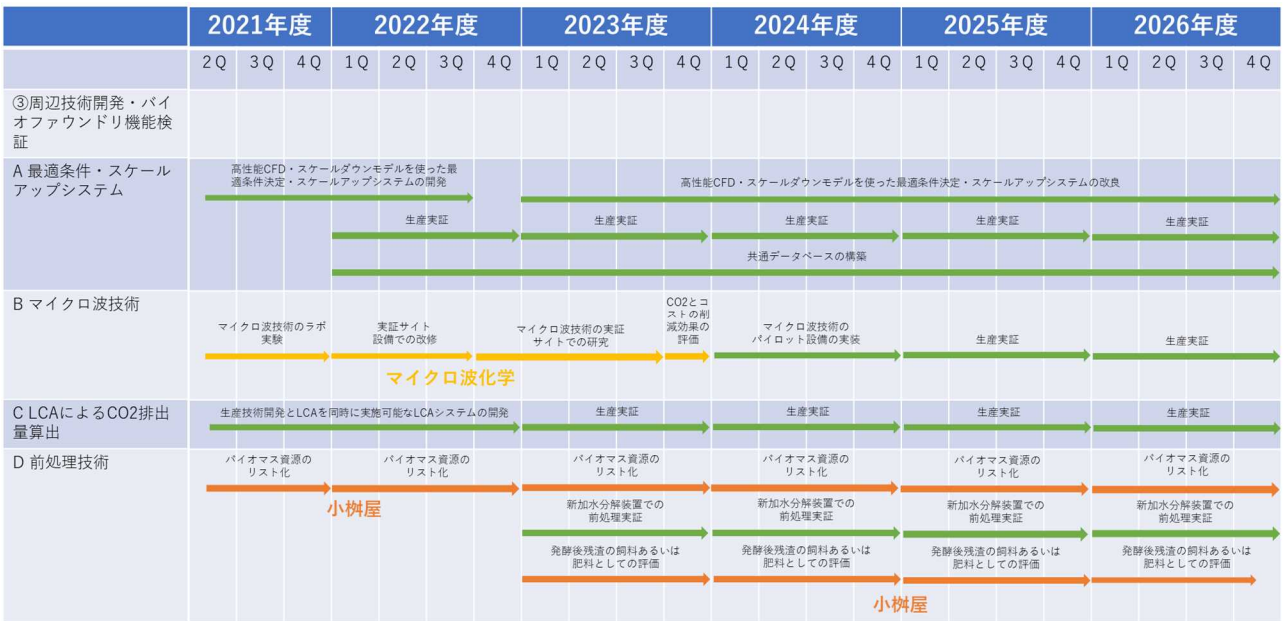 2021年度 2022年度 2023年度 2024年度 2025年度 2026年度
2Q 3Q 4Q 1Q 2Q 3Q 4Q 1Q 2Q 3Q 4Q 1Q 2Q 3Q 4Q 1Q 2Q 3Q 4Q 1Q 2Q 3Q 4Q
③周辺技術開発・バイ
オファウンドリ機能検
証
A 最適条件・スケール
アップシステム
高性能CFD・スケールダウンモデルを使った最
適条件決定・スケールアップシステムの開発
高性能CFD・スケールダウンモデルを使った最適条件決定・スケールアップシステムの改良
生産実証 生産実証 生産実証 生産実証 生産実証
共通データベースの構築
B マイクロ波技術
マイクロ波技術のラボ
実験
実証サイト
設備での改修
マイクロ波技術の実証
サイトでの研究
CO2とコ
ストの削
減効果の
評価
マイクロ波技術の
パイロット設備の実装
生産実証
生産実証
マイクロ波化学
C LCAによるCO2排出
量算出
生産技術開発とLCAを同時に実施可能なLCAシステムの開発
生産実証 生産実証 生産実証 生産実証
D 前処理技術
バイオマス資源の
リスト化
バイオマス資源の
リスト化
バイオマス資源の
リスト化
バイオマス資源の
リスト化
バイオマス資源の
リスト化
バイオマス資源の
リスト化
小桝屋
新加水分解装置での
前処理実証
新加水分解装置での
前処理実証
新加水分解装置での
前処理実証
新加水分解装置での
前処理実証
発酵後残渣の飼料あるいは
肥料としての評価
発酵後残渣の飼料あるいは
肥料としての評価
発酵後残渣の飼料あるいは
肥料としての評価
発酵後残渣の飼料あるいは
肥料としての評価
小桝屋